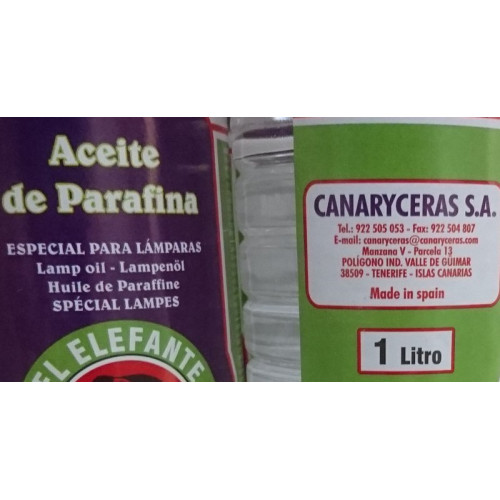 Aceite
de Parafina
ESPECIAL PARA LÁMPARAS
Lamp oil - Lampenöl
Huile de Paraffine
SPÉCIAL LAMPES
EL ELEFANTE
CANARYCERAS S.A.
Tel.: 922 505 053 - Fax: 922 504 807
E-mail: canaryceras@canaryceras.com
Manzana V - Parcela 13
POLÍGONO IND. VALLE DE GUIMAR
38509 - TENERIFE - ISLAS CANARIAS
Made in spain
1 Litro